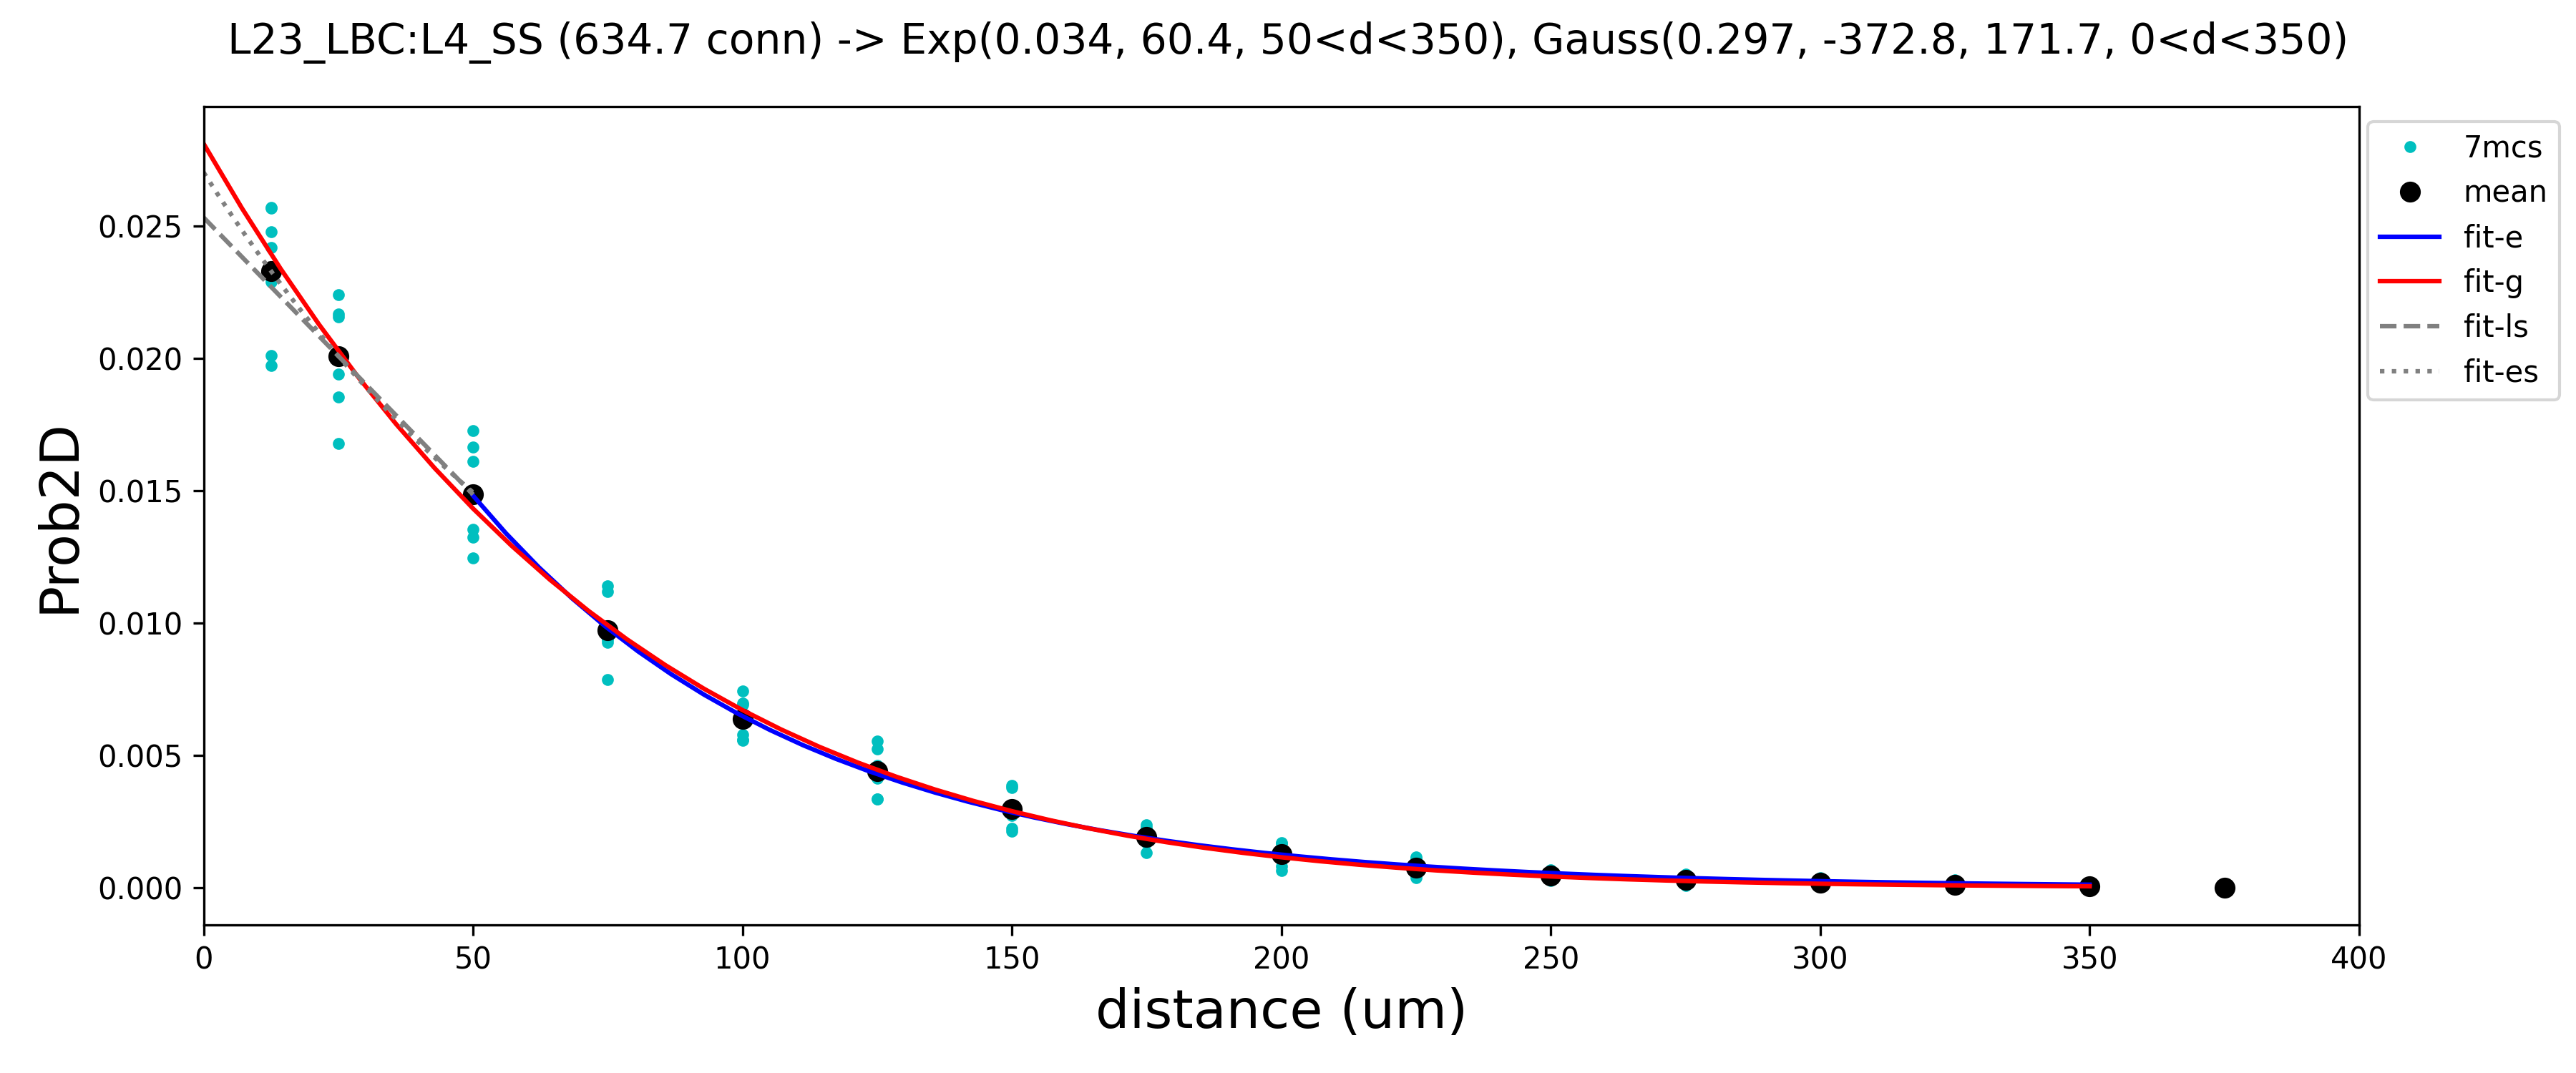 L23_LBC:L4_SS (634.7 conn) -> Exp(0.034, 60.4, 50<d<350), Gauss(0.297, -372.8, 171.7, 0<d<350)
7mcs
mean
fit-e
fit-g
fit-ls
fit-es
Prob2D
0.025
0.020
0.015
0.010
0.005
0.000
0 50 100 150 200 250 300 350 400
distance (um)